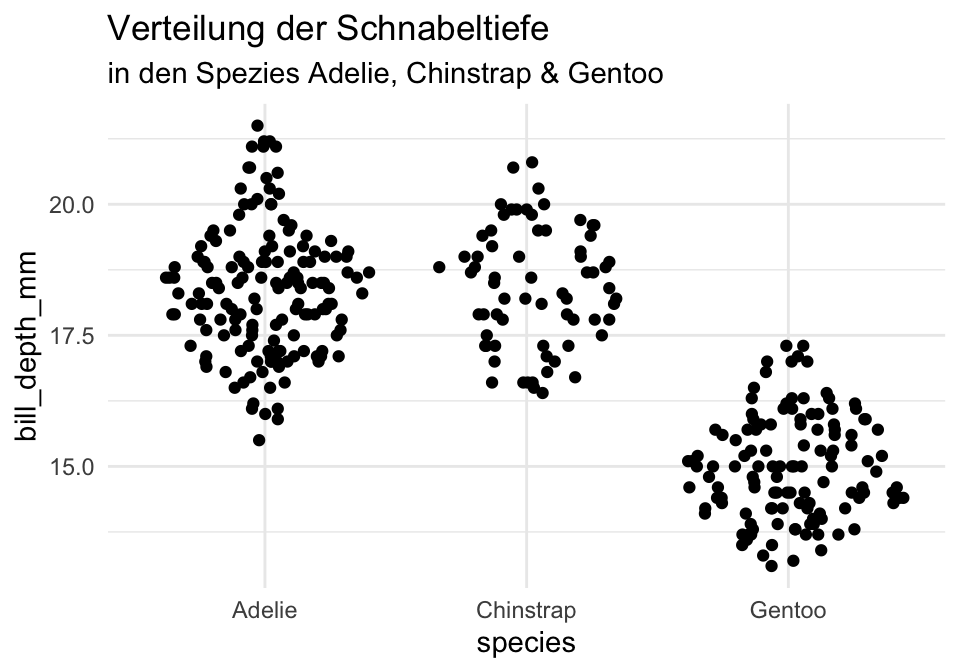 Verteilung der Schnabeltiefe
in den Spezies Adelie, Chinstrap & Gentoo
bill_depth_mm
20.0
17.5
15.0
Adelie Chinstrap Gentoo
species